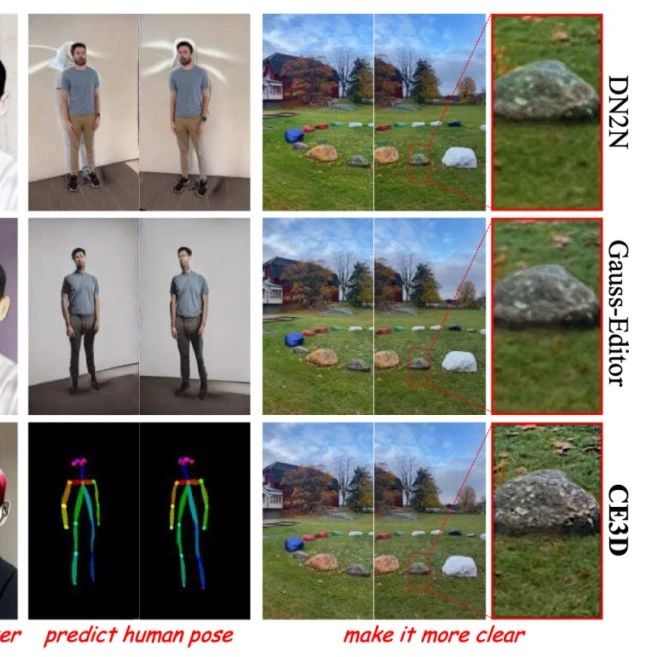 DN2N
Gauss-Editor
CE3D
predict human pose
make it more clear